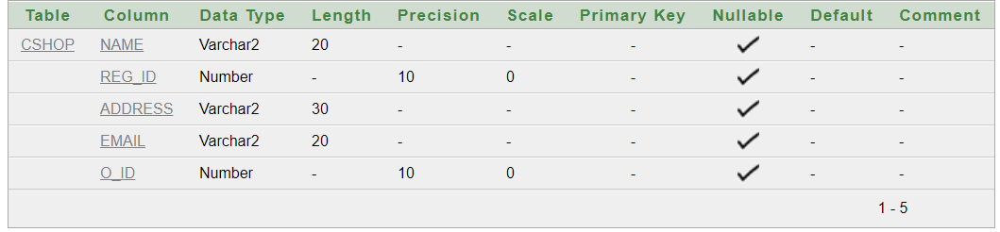 Table Column Data Type Length Precision Scale Primary Key Nullable Default Comment
CSHOP NAME Varchar2 20 - - - - -
REG_ID Number - 10 0 - - -
ADDRESS Varchar2 30 - - - - -
EMAIL Varchar2 20 - - - - -
O_ID Number - 10 0 - - -
1 - 5